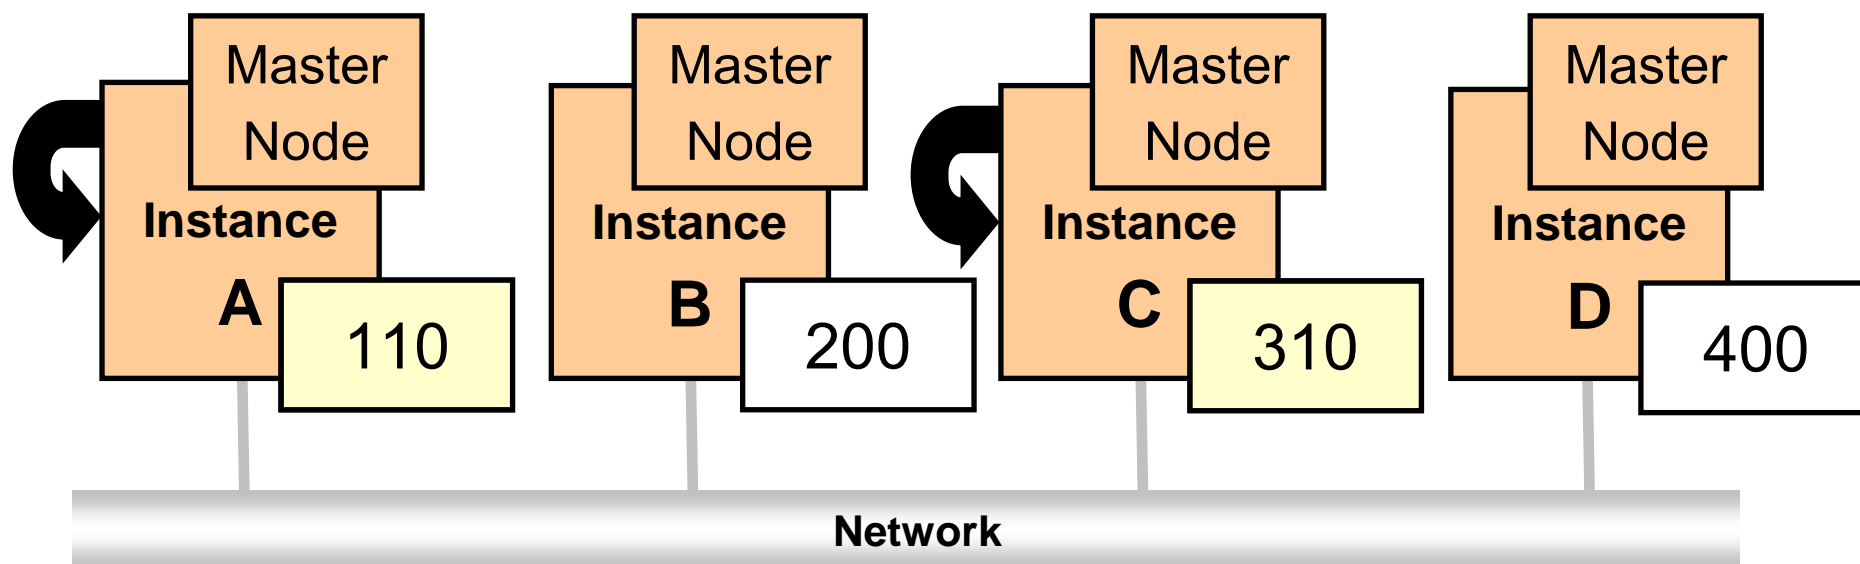 Master
Node
Instance
A
110
Master
Node
Instance
B
200
Master
Node
Instance
C
310
Master
Node
Instance
D
400
Network